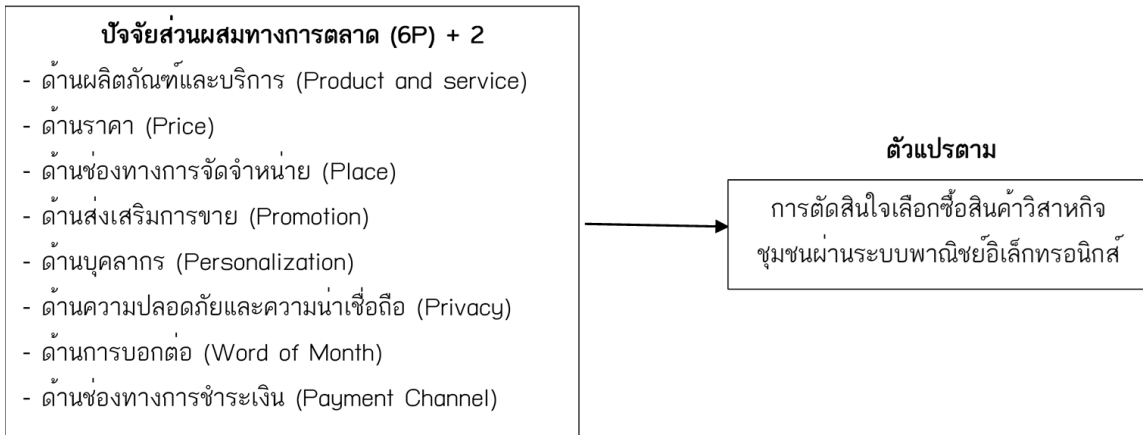 ปัจจัยส่วนผสมทางการตลาด (6P) + 2
- ด้านผลิตภัณฑ์และบริการ (Product and service)
- ด้านราคา (Price)
- ด้านช่องทางการจัดจำหน่าย (Place)
- ด้านส่งเสริมการขาย (Promotion)
- ด้านบุคลากร (Personalization)
- ด้านความปลอดภัยและความน่าเชื่อถือ (Privacy)
- ด้านการบอกต่อ (Word of Month)
- ด้านช่องทางการชำระเงิน (Payment Channel)
ตัวแปรตาม
การตัดสินใจเลือกซื้อสินค้าวิสาหกิจ
ชุมชนผ่านระบบพาณิชย์อิเล็กทรอนิกส์